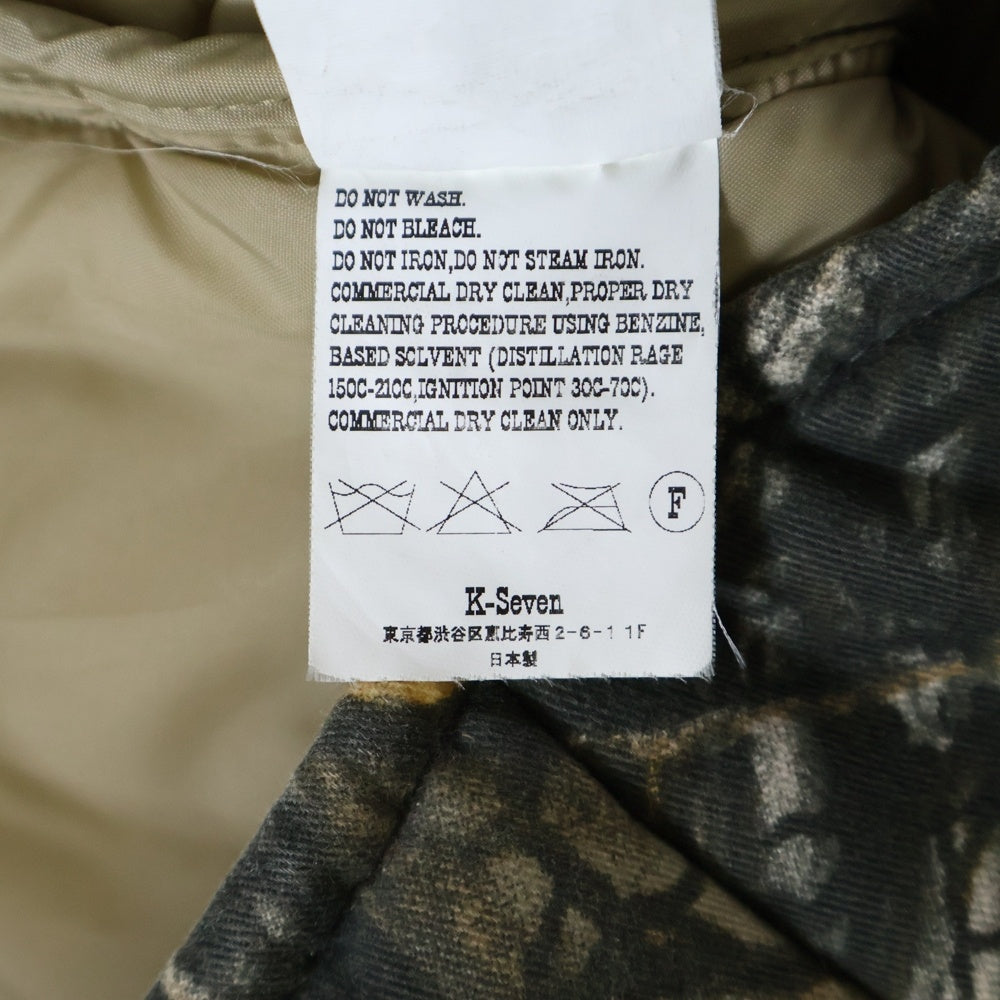 DO NOT WASH.
DO NOT BLEACH.
DO NOT IRON,DO NOT STEAM IRON.
COMMERCIAL DRY CLEAN,PROPER DRY
CLEANING PROCEDURE USING BENZINE,
BASED SOLVENT (DISTILLATION RAGE
150C-210C,IGNITION POINT 30C-70C).
COMMERCIAL DRY CLEAN ONLY.
F
K-Seven
東京都渋谷区恵比寿西2-6-11F
日本製